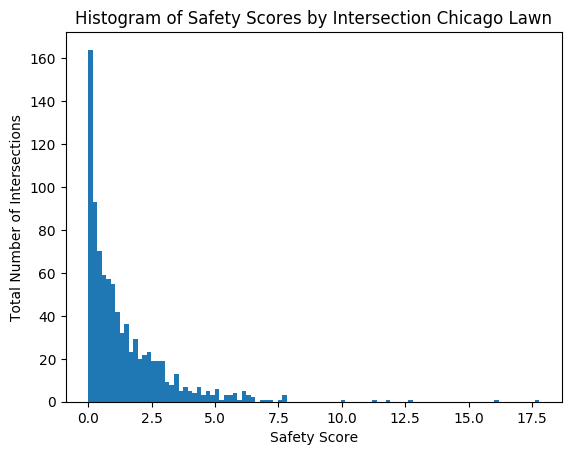 Histogram of Safety Scores by Intersection Chicago Lawn
Total Number of Intersections
160
140
120
100
80
60
40
20
0
0.0 2.5 5.0 7.5 10.0 12.5 15.0 17.5
Safety Score